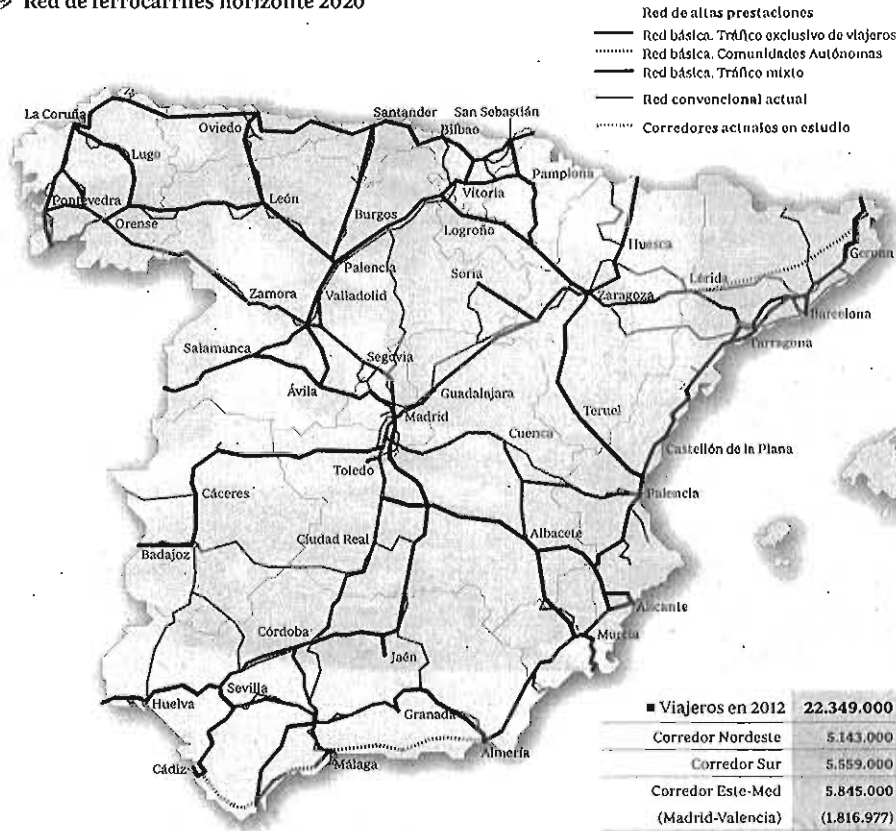 Red de ferrocarriles horizonte 2020
Red de altas prestaciones
Red básica. Tráfico exclusivo de viajeros
Red básica. Comunidades Autónomas
Red básica. Tráfico mixto
Red convencional actual
Corredores actuales en estudio
La Coruña
Oviedo
Santander
San Sebastián
Bilbao
Lugo
Pamplona
Pontevedra
Orense
León
Vitoria
Burgos
Logroño
Huesca
Gerona
Palencia
Soria
Lérida
Zamora
Valladolid
Zaragoza
Barcelona
Salamanca
Tarragona
Segovia
Ávila
Guadalajara
Madrid
Teruel
Cuenca
Castellón de la Plana
Toledo
Cáceres
Palencia
Ciudad Real
Albacete
Badajoz
Alicante
Córdoba
Murcia
Jaén
Sevilla
Huelva
Granada
Almería
Cádiz
Málaga
■ Viajeros en 2012 22.349.000
Corredor Nordeste 5.143.000
Corredor Sur 5.559.000
Corredor Este-Med 5.845.000
(Madrid-Valencia) (1.816.977)